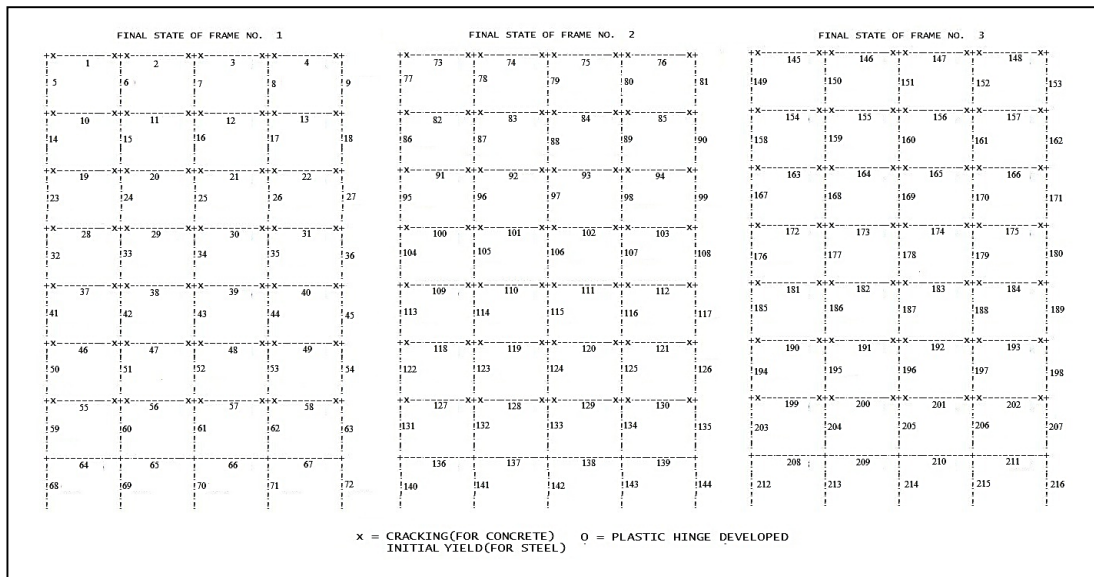 FINAL STATE OF FRAME NO. 1
FINAL STATE OF FRAME NO. 2
FINAL STATE OF FRAME NO. 3
1 2 3 4
5 6 7 8 9
10 11 12 13
14 15 16 17 18
19 20 21 22
23 24 25 26 27
28 29 30 31
32 33 34 35 36
37 38 39 40
41 42 43 44 45
46 47 48 49
50 51 52 53 54
55 56 57 58
59 60 61 62 63
64 65 66 67
68 69 70 71 72
73 74 75 76
77 78 79 80 81
82 83 84 85
86 87 88 89 90
91 92 93 94
95 96 97 98 99
100 101 102 103
104 105 106 107 108
109 110 111 112
113 114 115 116 117
118 119 120 121
122 123 124 125 126
127 128 129 130
131 132 133 134 135
136 137 138 139
140 141 142 143 144
145 146 147 148
149 150 151 152 153
154 155 156 157
158 159 160 161 162
163 164 165 166
167 168 169 170 171
172 173 174 175
176 177 178 179 180
181 182 183 184
185 186 187 188 189
190 191 192 193
194 195 196 197 198
199 200 201 202
203 204 205 206 207
208 209 210 211
212 213 214 215 216
x = CRACKING(FOR CONCRETE) O = PLASTIC HINGE DEVELOPED
INITIAL YIELD(FOR STEEL)